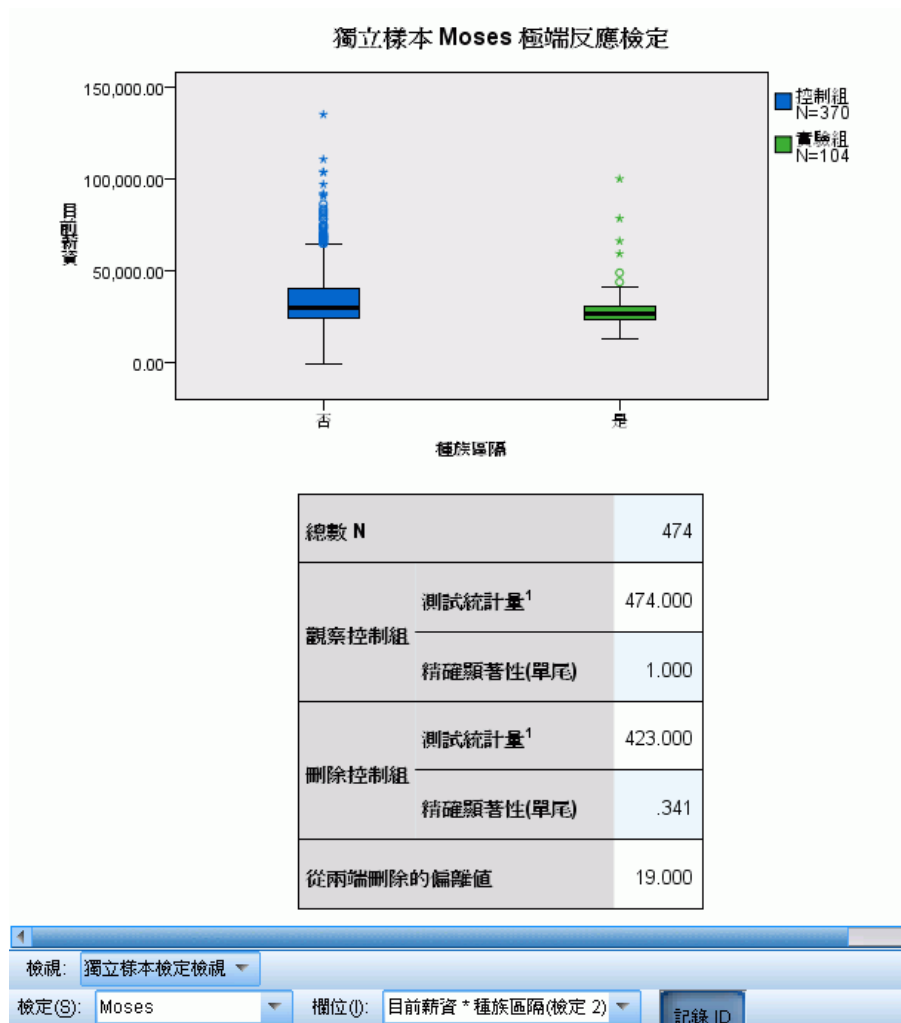 獨立樣本 Moses 極端反應檢定
150,000.00
100,000.00
50,000.00
0.00
目前薪資
控制組
N=370
實驗組
N=104
否
是
種族區隔
總數 N
474
觀察控制組
測試統計量1
474.000
精確顯著性(單尾)
1.000
刪除控制組
測試統計量1
423.000
精確顯著性(單尾)
.341
從兩端刪除的偏離值
19.000
檢視: 獨立樣本檢定檢視
檢定(S): Moses 欄位(I): 目前薪資 * 種族區隔(檢定 2) 記錄 ID